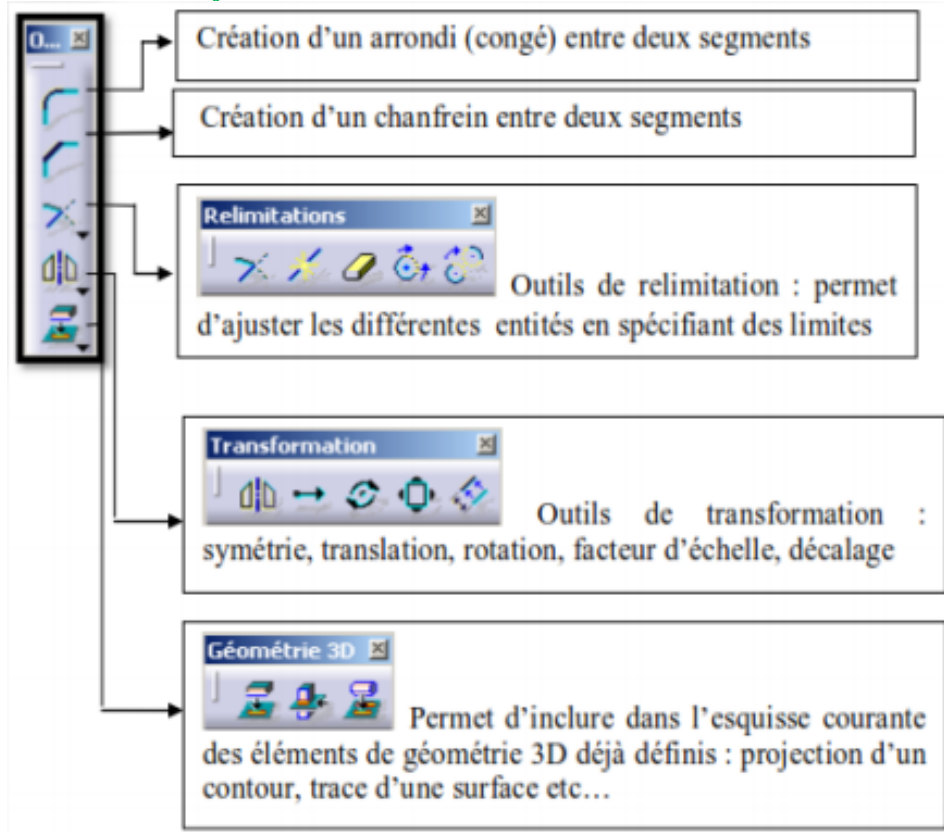 O...
Création d'un arrondi (congé) entre deux segments
Création d'un chanfrein entre deux segments
Relimitations
Outils de relimitation : permet
d'ajuster les différentes entités en spécifiant des limites
Transformation
Outils de transformation :
symétrie, translation, rotation, facteur d'échelle, décalage
Géométrie 3D
Permet d'inclure dans l'esquisse courante
des éléments de géométrie 3D déjà définis : projection d'un
contour, trace d'une surface etc…